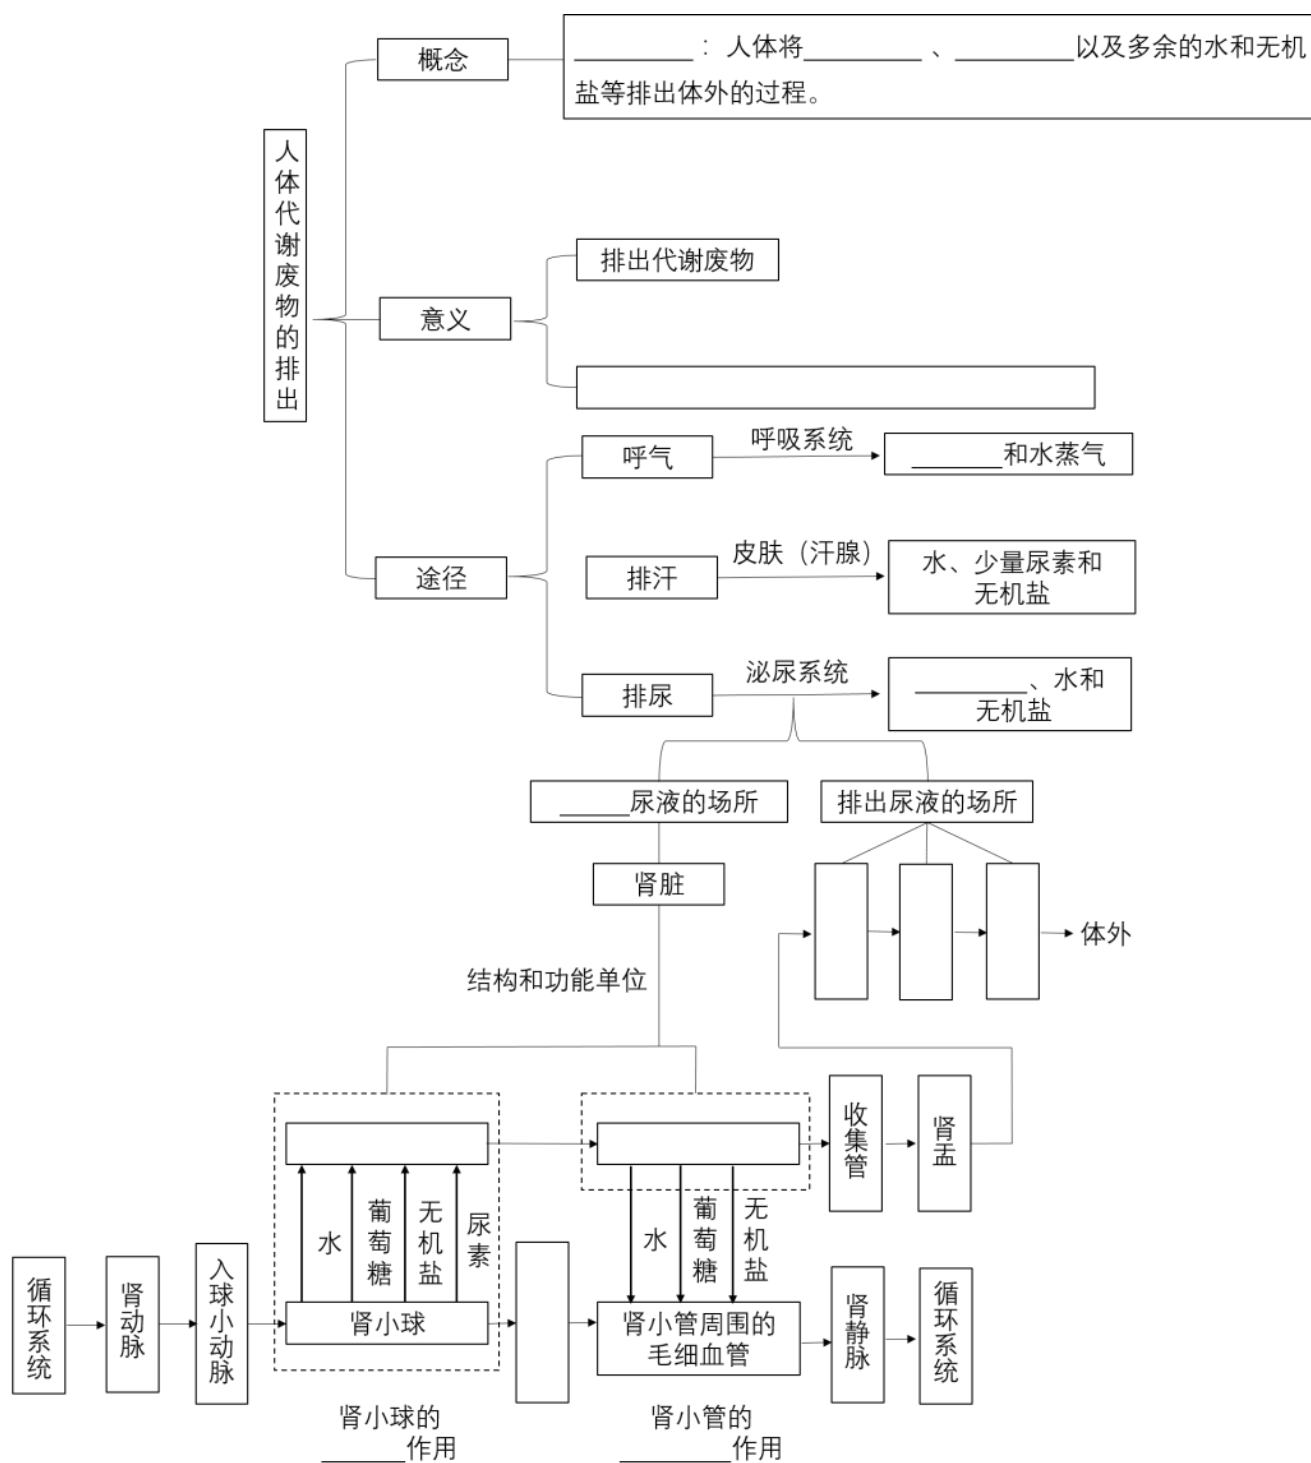 概念
________ ：人体将________ 、________以及多余的水和无机
盐等排出体外的过程。
人体代谢废物的排出
排出代谢废物
意义
呼气
呼吸系统
______和水蒸气
途径
排汗
皮肤（汗腺）
水、少量尿素和
无机盐
排尿
泌尿系统
________、水和
无机盐
_____尿液的场所
排出尿液的场所
肾脏
体外
结构和功能单位
收集管
肾盂
水
葡萄糖
无机盐
尿素
水
葡萄糖
无机盐
循环系统
肾动脉
入球小动脉
肾小球
肾小管周围的
毛细血管
肾静脉
循环系统
肾小球的
______作用
肾小管的
________作用